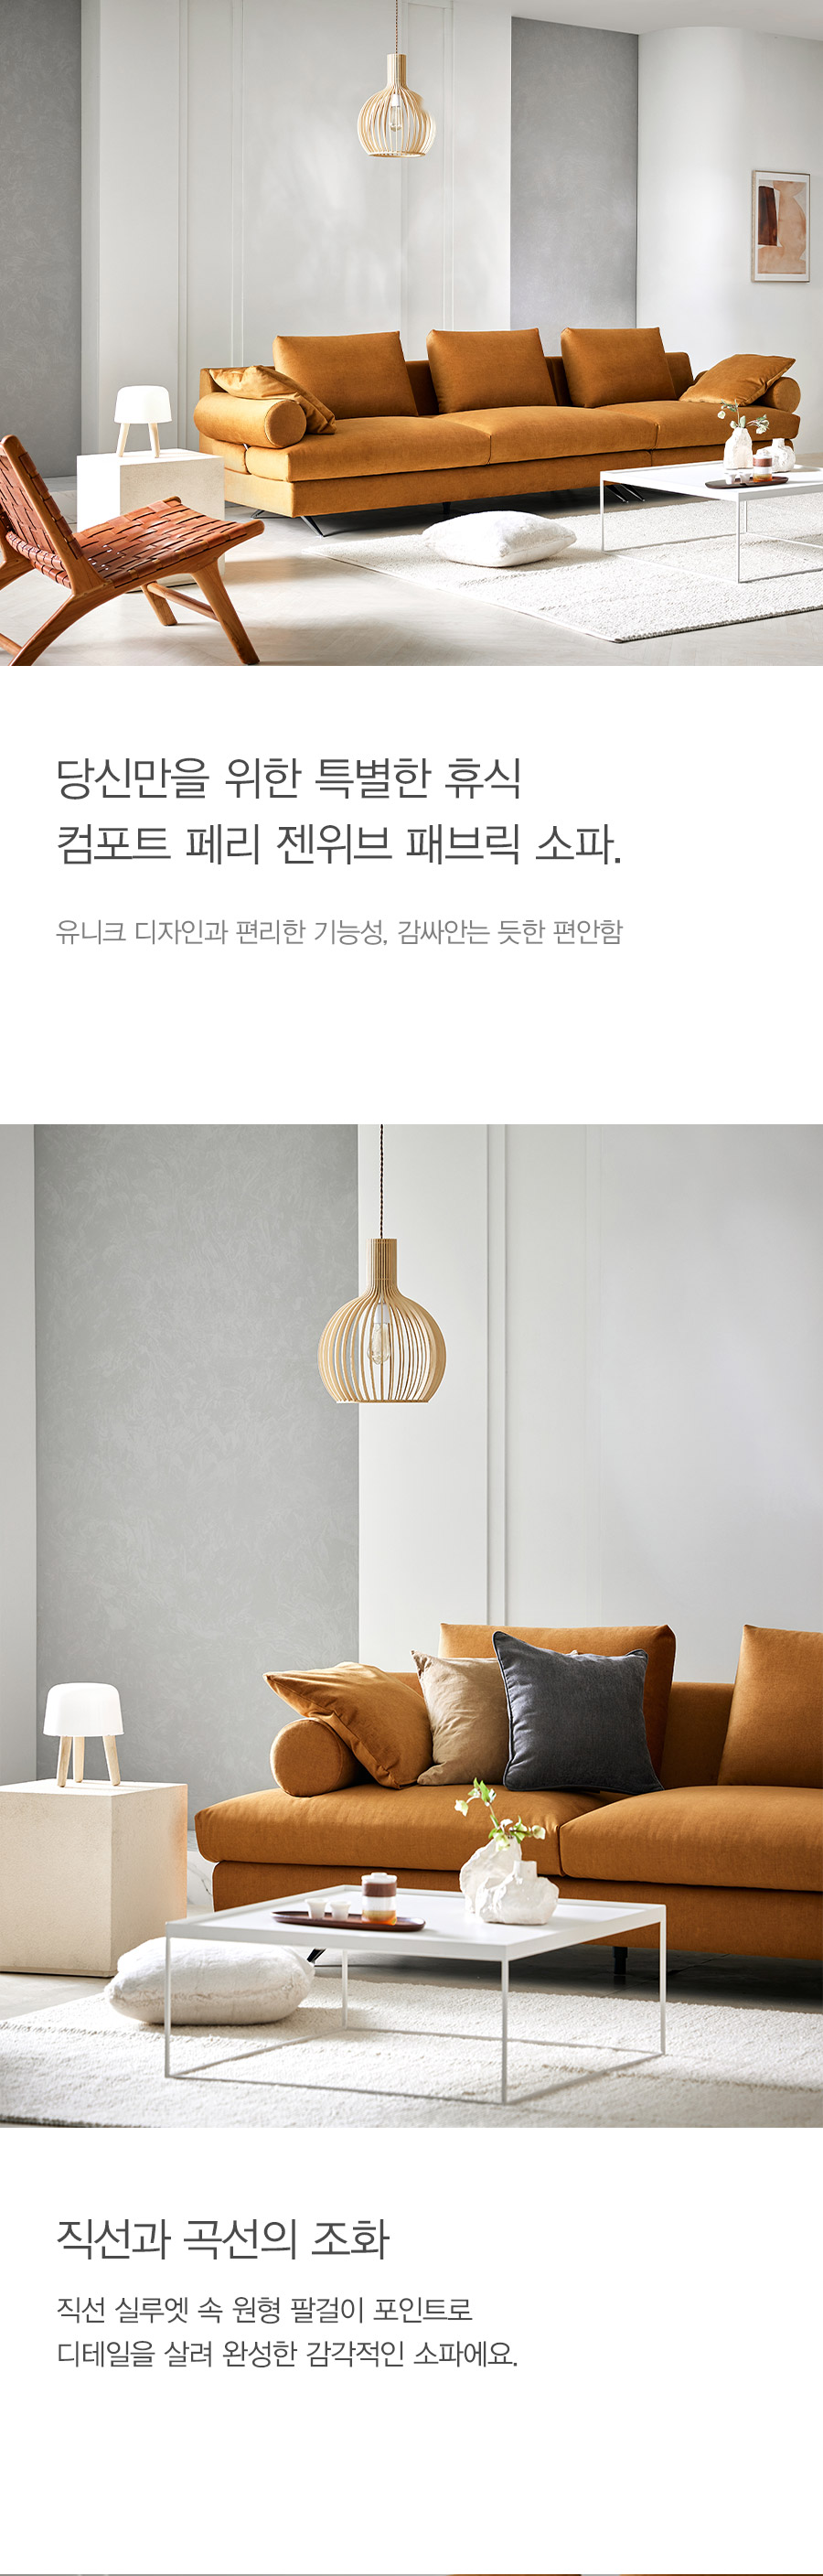 당신만을 위한 특별한 휴식
컴포트 페리 젠위브 패브릭 소파.
유니크 디자인과 편리한 기능성, 감싸안는 듯한 편안함
직선과 곡선의 조화
직선 실루엣 속 원형 팔걸이 포인트로
디테일을 살려 완성한 감각적인 소파에요.